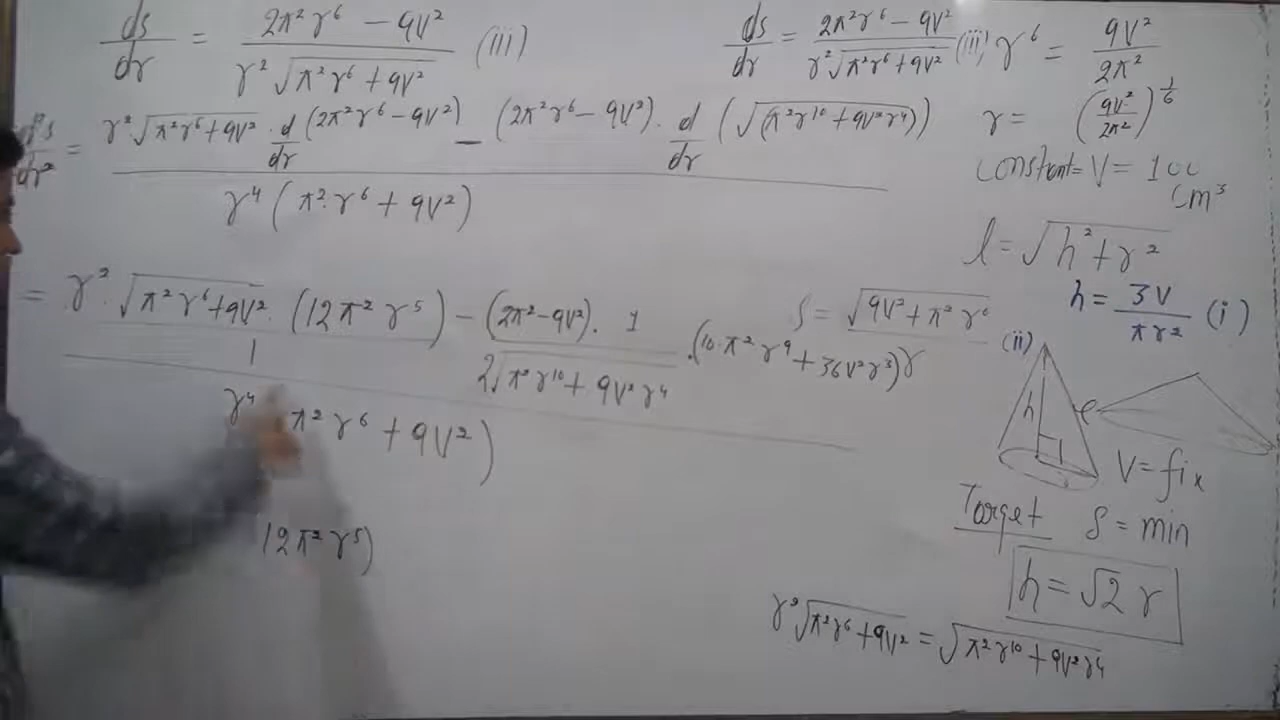 ds/dr = (2π²r⁶ − 9V²) / (r²√(π²r⁶ + 9V²)) (iii)
d²s/dr² = (r²√(π²r⁶+9V²) · d/dr (2π²r⁶ − 9V²) − (2π²r⁶ − 9V²) · d/dr (√(π²r¹⁰ + 9V²r⁴))) / (r⁴ (π²r⁶ + 9V²))
= (r² · √(π²r⁶+9V²) · (12π²r⁵) / 1 − (2π² − 9V²) · 1 / (2√(π²r¹⁰ + 9V²r⁴)) · (10·π²r⁹ + 36V²r³)r) / (r⁴ π²r⁶ + 9V²)
12π²r⁵)
ds/dr = (2π²r⁶ − 9V²) / (r²√(π²r⁶ + 9V²)) (iii)
r⁶ = 9V² / 2π²
r = (9V² / 2π²)^(1/6)
constant = V = 100 cm³
l = √(h² + r²)
h = 3V / πr² (i)
S = √(9V² + π²r⁶) / r
(ii)
h
l
r
V = fix
Target S = min
h = √2 r
r²√(π²r⁶ + 9V²) = √(π²r¹⁰ + 9V²r⁴)